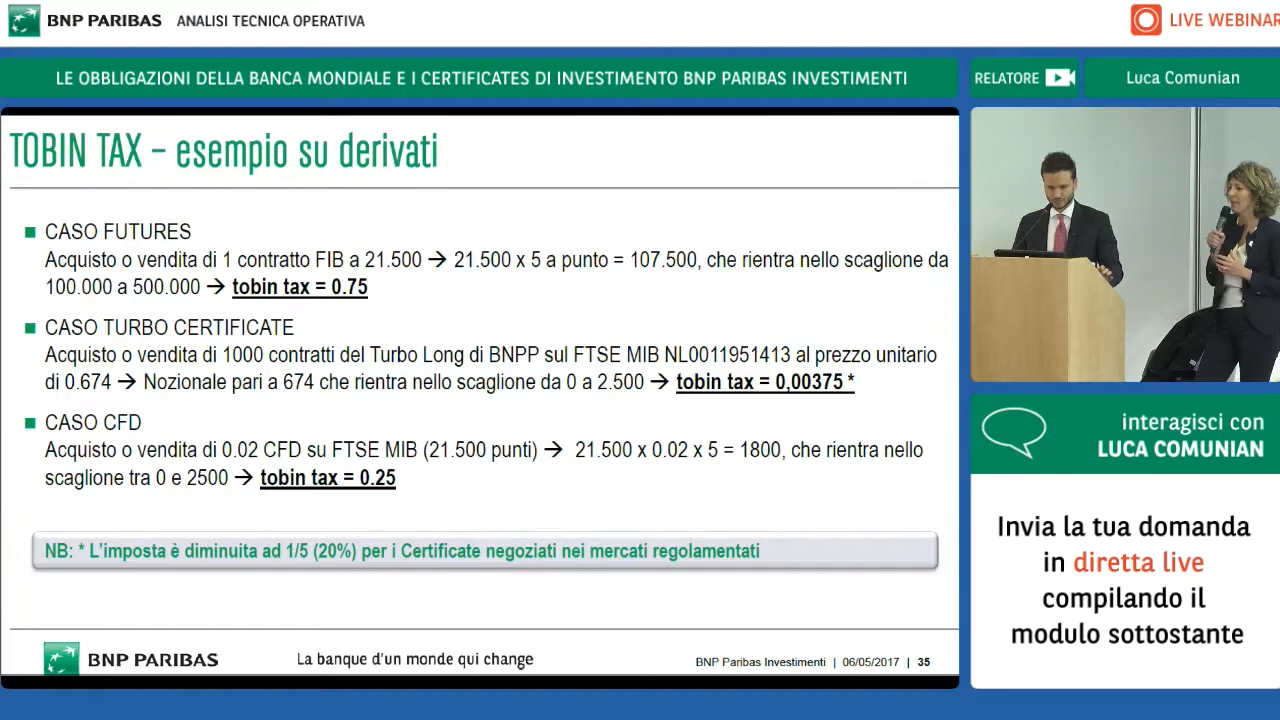 BNP PARIBAS ANALISI TECNICA OPERATIVA
LIVE WEBINAR
LE OBBLIGAZIONI DELLA BANCA MONDIALE E I CERTIFICATES DI INVESTIMENTO BNP PARIBAS INVESTIMENTI
RELATORE
Luca Comunian
TOBIN TAX – esempio su derivati
CASO FUTURES
Acquisto o vendita di 1 contratto FIB a 21.500 → 21.500 x 5 a punto = 107.500, che rientra nello scaglione da
100.000 a 500.000 → tobin tax = 0.75
CASO TURBO CERTIFICATE
Acquisto o vendita di 1000 contratti del Turbo Long di BNPP sul FTSE MIB NL0011951413 al prezzo unitario
di 0.674 → Nozionale pari a 674 che rientra nello scaglione da 0 a 2.500 → tobin tax = 0,00375 *
CASO CFD
Acquisto o vendita di 0.02 CFD su FTSE MIB (21.500 punti) → 21.500 x 0.02 x 5 = 1800, che rientra nello
scaglione tra 0 e 2500 → tobin tax = 0.25
NB: * L'imposta è diminuita ad 1/5 (20%) per i Certificate negoziati nei mercati regolamentati
BNP PARIBAS
La banque d'un monde qui change
BNP Paribas Investimenti | 06/05/2017 | 35
interagisci con
LUCA COMUNIAN
Invia la tua domanda
in diretta live
compilando il
modulo sottostante